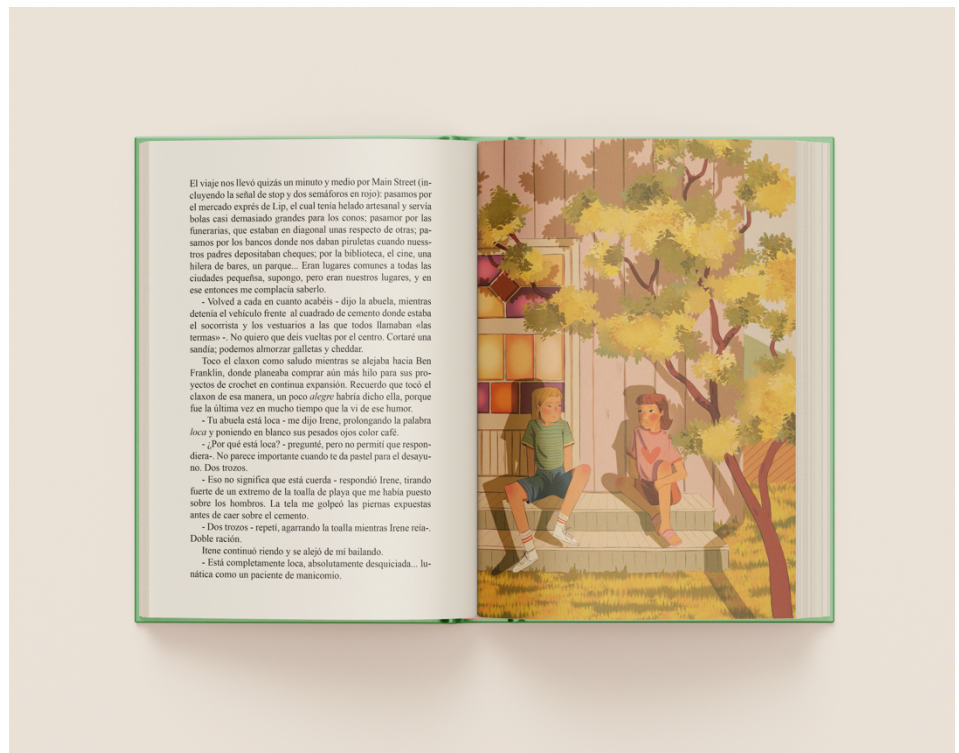 El viaje nos llevó quizás un minuto y medio por Main Street (in-
cluyendo la señal de stop y dos semáforos en rojo): pasamos por
el mercado exprés de Lip, el cual tenía helado artesanal y servía
bolas casi demasiado grandes para los conos; pasamor por las
funerarias, que estaban en diagonal unas respecto de otras; pa-
samos por los bancos donde nos daban piruletas cuando nuess-
tros padres depositaban cheques; por la biblioteca, el cine, una
hilera de bares, un parque... Eran lugares comunes a todas las
ciudades pequeñsa, supongo, pero eran nuestros lugares, y en
ese entonces me complacía saberlo.
- Volved a cada en cuanto acabéis - dijo la abuela, mientras
detenía el vehículo frente al cuadrado de cemento donde estaba
el socorrista y los vestuarios a las que todos llamaban «las
termas» -. No quiero que deis vueltas por el centro. Cortaré una
sandía; podemos almorzar galletas y cheddar.
Toco el claxon como saludo mientras se alejaba hacia Ben
Franklin, donde planeaba comprar aún más hilo para sus pro-
yectos de crochet en continua expansión. Recuerdo que tocó el
claxon de esa manera, un poco alegre habría dicho ella, porque
fue la última vez en mucho tiempo que la vi de ese humor.
- Tu abuela está loca - me dijo Irene, prolongando la palabra
loca y poniendo en blanco sus pesados ojos color café.
- ¿Por qué está loca? - pregunté, pero no permití que respon-
diera-. No parece importante cuando te da pastel para el desayu-
no. Dos trozos.
- Eso no significa que está cuerda - respondió Irene, tirando
fuerte de un extremo de la toalla de playa que me había puesto
sobre los hombros. La tela me golpeó las piernas expuestas
antes de caer sobre el cemento.
- Dos trozos - repetí, agarrando la toalla mientras Irene reía-.
Doble ración.
Itene continuó riendo y se alejó de mí bailando.
- Está completamente loca, absolutamente desquiciada... lu-
nática como un paciente de manicomio.